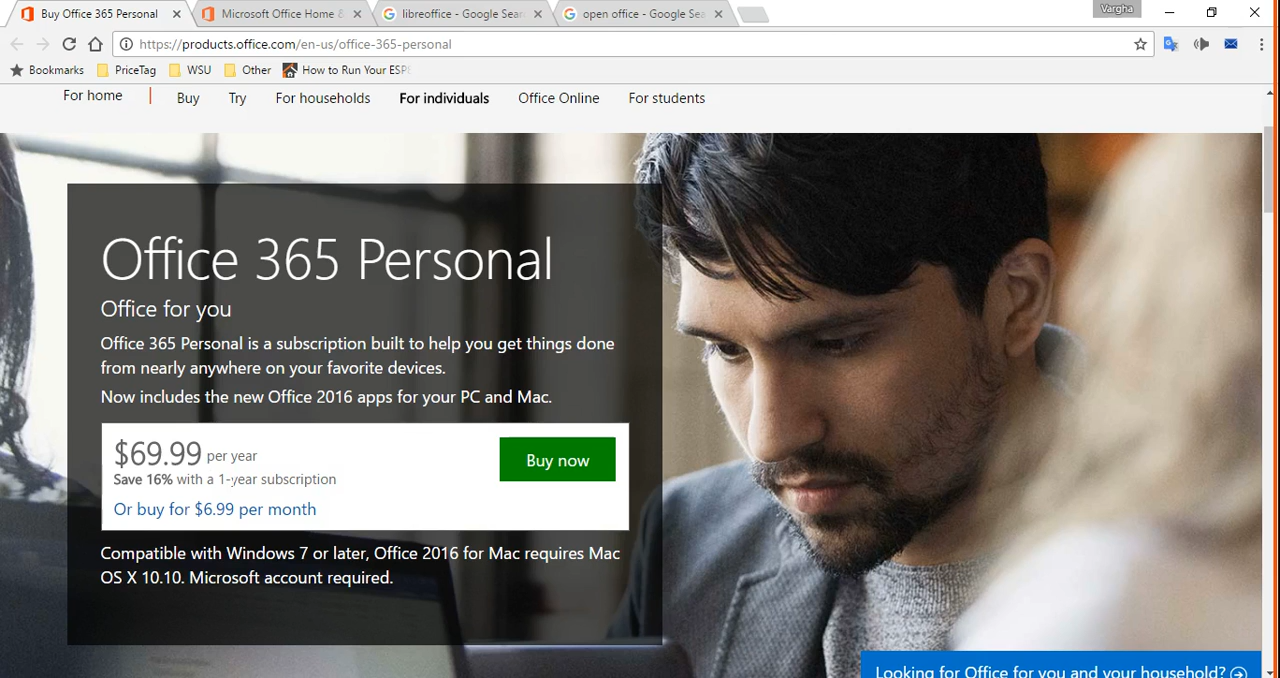 Buy Office 365 Personal
Microsoft Office Home &
libreoffice - Google Sear
open office - Google Sea
Vargha
https://products.office.com/en-us/office-365-personal
Bookmarks PriceTag WSU Other How to Run Your ESP
For home | Buy Try For households For individuals Office Online For students
Office 365 Personal
Office for you
Office 365 Personal is a subscription built to help you get things done
from nearly anywhere on your favorite devices.
Now includes the new Office 2016 apps for your PC and Mac.
$69.99 per year
Save 16% with a 1-year subscription
Buy now
Or buy for $6.99 per month
Compatible with Windows 7 or later, Office 2016 for Mac requires Mac
OS X 10.10. Microsoft account required.
Looking for Office for you and your household?